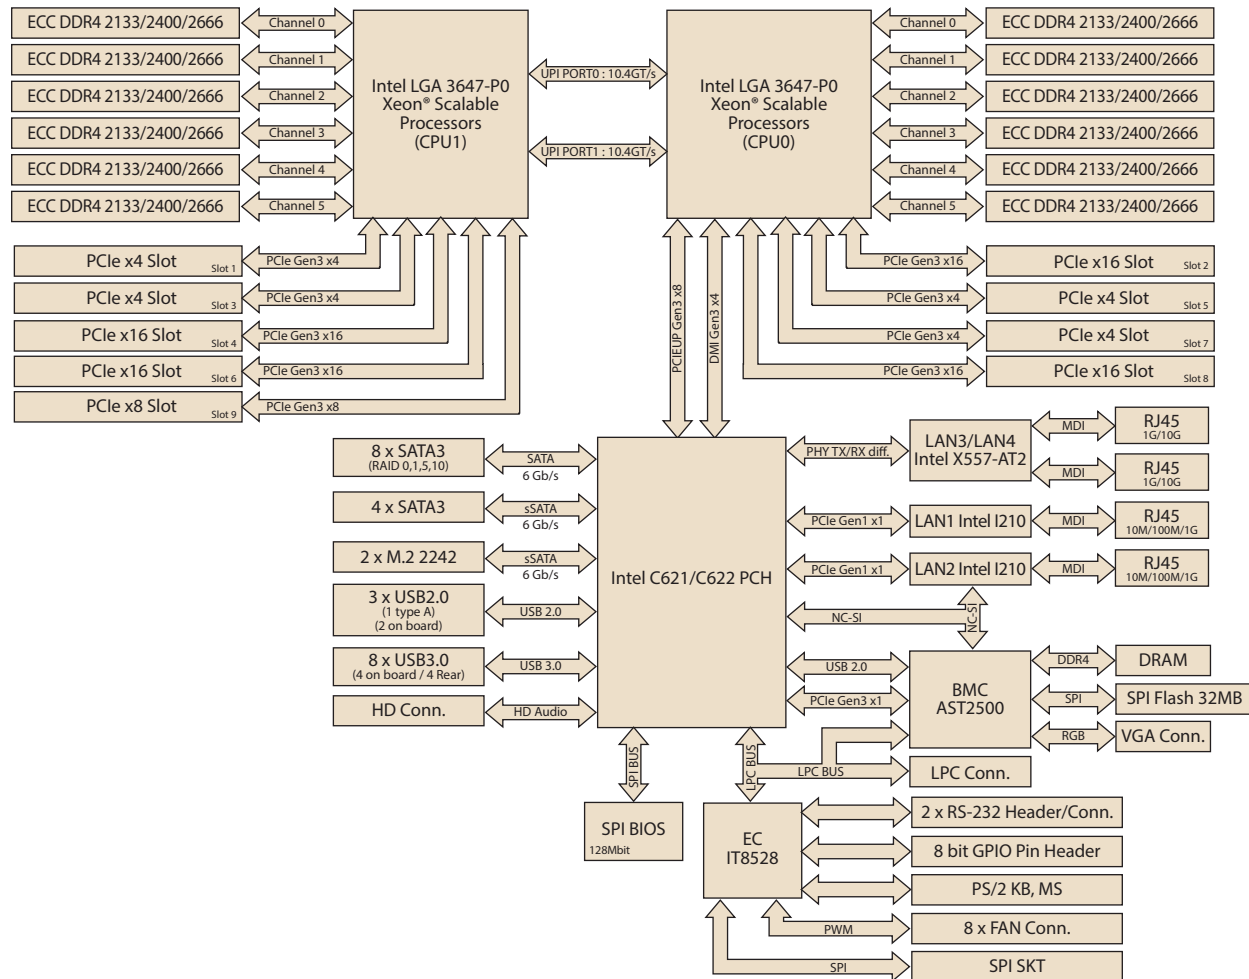 ECC DDR4 2133/2400/2666
Channel 0
ECC DDR4 2133/2400/2666
Channel 1
ECC DDR4 2133/2400/2666
Channel 2
ECC DDR4 2133/2400/2666
Channel 3
ECC DDR4 2133/2400/2666
Channel 4
ECC DDR4 2133/2400/2666
Channel 5
Intel LGA 3647-P0
Xeon® Scalable
Processors
(CPU1)
UPI PORT0 : 10.4GT/s
UPI PORT1 : 10.4GT/s
Intel LGA 3647-P0
Xeon® Scalable
Processors
(CPU0)
Channel 0
ECC DDR4 2133/2400/2666
Channel 1
ECC DDR4 2133/2400/2666
Channel 2
ECC DDR4 2133/2400/2666
Channel 3
ECC DDR4 2133/2400/2666
Channel 4
ECC DDR4 2133/2400/2666
Channel 5
ECC DDR4 2133/2400/2666
PCIe x4 Slot
Slot 1
PCIe Gen3 x4
PCIe x4 Slot
Slot 3
PCIe Gen3 x4
PCIe x16 Slot
Slot 4
PCIe Gen3 x16
PCIe x16 Slot
Slot 6
PCIe Gen3 x16
PCIe x8 Slot
Slot 9
PCIe Gen3 x8
PCIEUP Gen3 x8
DMI Gen3 x4
PCIe Gen3 x16
PCIe x16 Slot
Slot 2
PCIe Gen3 x4
PCIe x4 Slot
Slot 5
PCIe Gen3 x4
PCIe x4 Slot
Slot 7
PCIe Gen3 x16
PCIe x16 Slot
Slot 8
8 x SATA3
(RAID 0,1,5,10)
SATA
6 Gb/s
4 x SATA3
sSATA
6 Gb/s
2 x M.2 2242
sSATA
6 Gb/s
3 x USB2.0
(1 type A)
(2 on board)
USB 2.0
8 x USB3.0
(4 on board / 4 Rear)
USB 3.0
HD Conn.
HD Audio
Intel C621/C622 PCH
PHY TX/RX diff.
LAN3/LAN4
Intel X557-AT2
MDI
RJ45
1G/10G
MDI
RJ45
1G/10G
PCIe Gen1 x1
LAN1 Intel I210
MDI
RJ45
10M/100M/1G
PCIe Gen1 x1
LAN2 Intel I210
MDI
RJ45
10M/100M/1G
NC-SI
NC-SI
USB 2.0
PCIe Gen3 x1
BMC
AST2500
DDR4
DRAM
SPI
SPI Flash 32MB
RGB
VGA Conn.
SPI BUS
LPC BUS
LPC BUS
LPC Conn.
SPI BIOS
128Mbit
EC
IT8528
2 x RS-232 Header/Conn.
8 bit GPIO Pin Header
PS/2 KB, MS
PWM
8 x FAN Conn.
SPI
SPI SKT